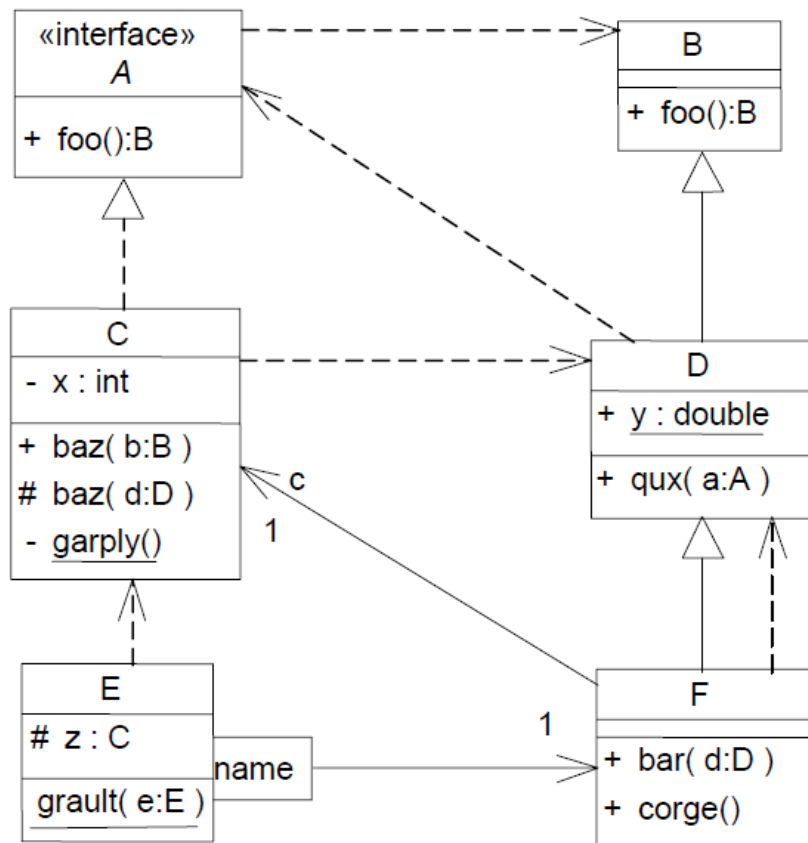 «interface»
A
+ foo():B
B
+ foo():B
C
- x : int
+ baz( b:B )
# baz( d:D )
- garply()
D
+ y : double
+ qux( a:A )
c
1
E
# z : C
grault( e:E )
name
1
F
+ bar( d:D )
+ corge()